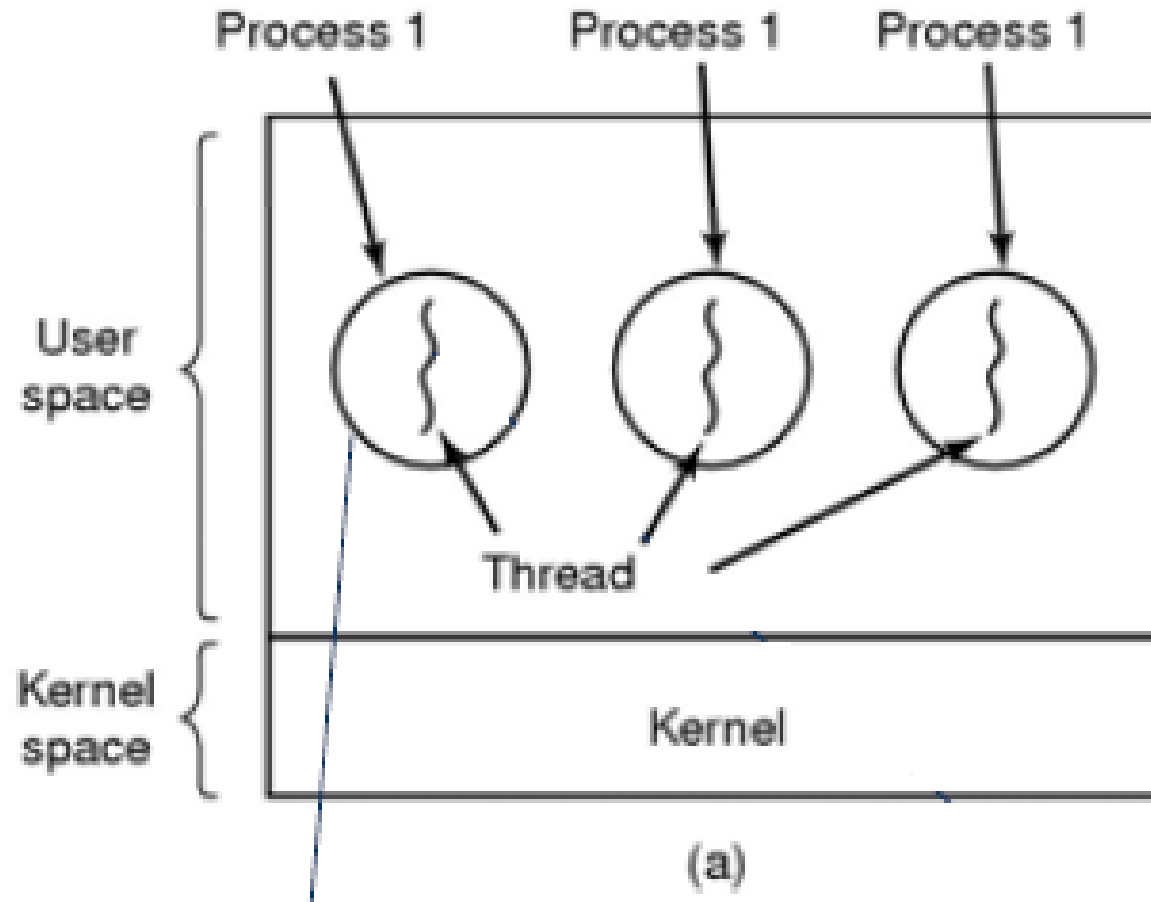 Process 1 Process 1 Process 1
User
space
Thread
Kernel
space
Kernel
(a)